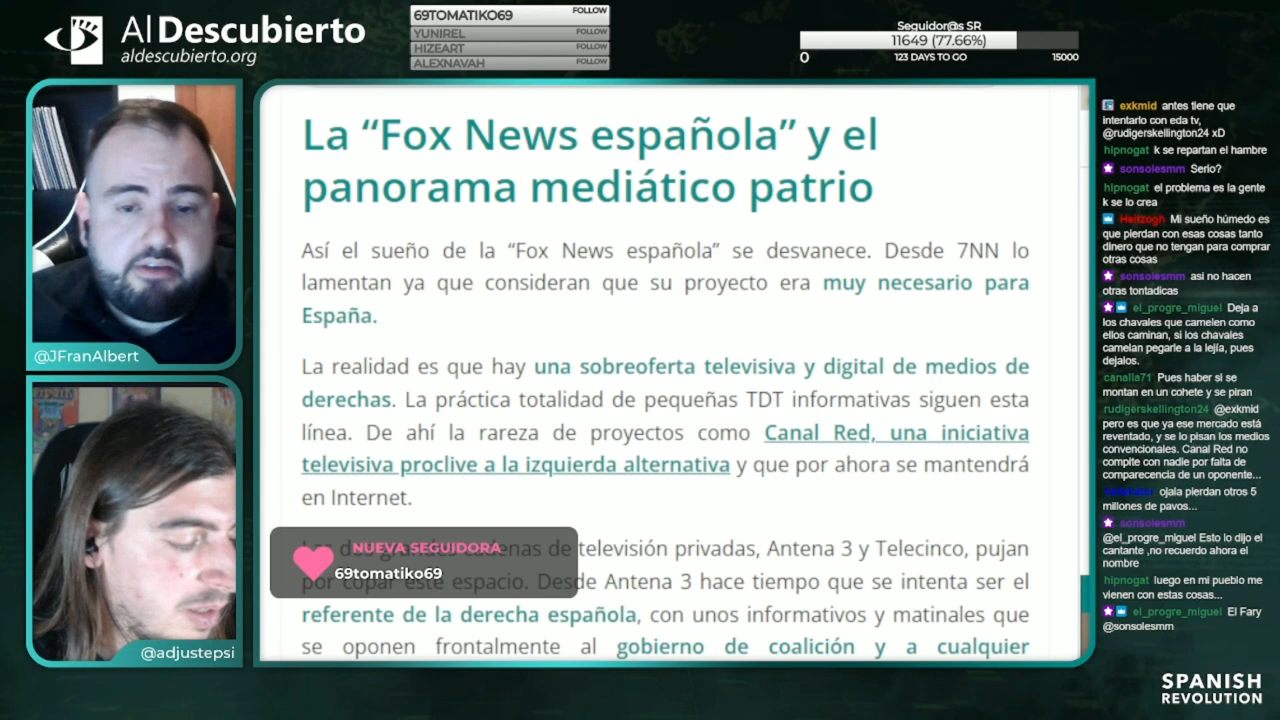 Al Descubierto
aldescubierto.org
69TOMATIKO69 FOLLOW
YUNIREL FOLLOW
HIZEART FOLLOW
ALEXNAVAH FOLLOW
Seguidor@s SR
11649 (77.66%)
0 123 DAYS TO GO 15000
@JFranAlbert
@adjustepsi
La “Fox News española” y el
panorama mediático patrio
Así el sueño de la “Fox News española” se desvanece. Desde 7NN lo
lamentan ya que consideran que su proyecto era muy necesario para
España.
La realidad es que hay una sobreoferta televisiva y digital de medios de
derechas. La práctica totalidad de pequeñas TDT informativas siguen esta
línea. De ahí la rareza de proyectos como Canal Red, una iniciativa
televisiva proclive a la izquierda alternativa y que por ahora se mantendrá
en Internet.
de televisión privadas, Antena 3 y Telecinco, pujan
por copar este espacio. Desde Antena 3 hace tiempo que se intenta ser el
referente de la derecha española, con unos informativos y matinales que
se oponen frontalmente al gobierno de coalición y a cualquier
NUEVA SEGUIDORA
69tomatiko69
exkmid antes tiene que
intentarlo con eda tv,
@rudigerskellington24 xD
hipnogat k se repartan el hambre
sonsolesmm Serio?
hipnogat el problema es la gente
k se lo crea
Heitzogh Mi sueño húmedo es
que pierdan con esas cosas tanto
dinero que no tengan para comprar
otras cosas
sonsolesmm asi no hacen
otras tontadicas
el_progre_miguel Deja a
los chavales que camelen como
ellos caminan, si los chavales
camelan pegarle a la lejía, pues
dejalos.
canalla71 Pues haber si se
montan en un cohete y se piran
rudigerskellington24 @exkmid
pero es que ya ese mercado está
reventado, y se lo pisan los medios
convencionales. Canal Red no
compite con nadie por falta de
comparecencia de un oponente...
ojala pierdan otros 5
millones de pavos...
sonsolesmm
@el_progre_miguel Esto lo dijo el
cantante ,no recuerdo ahora el
nombre
hipnogat luego en mi pueblo me
vienen con estas cosas...
el_progre_miguel El Fary
@sonsolesmm
SPANISH
REVOLUTION